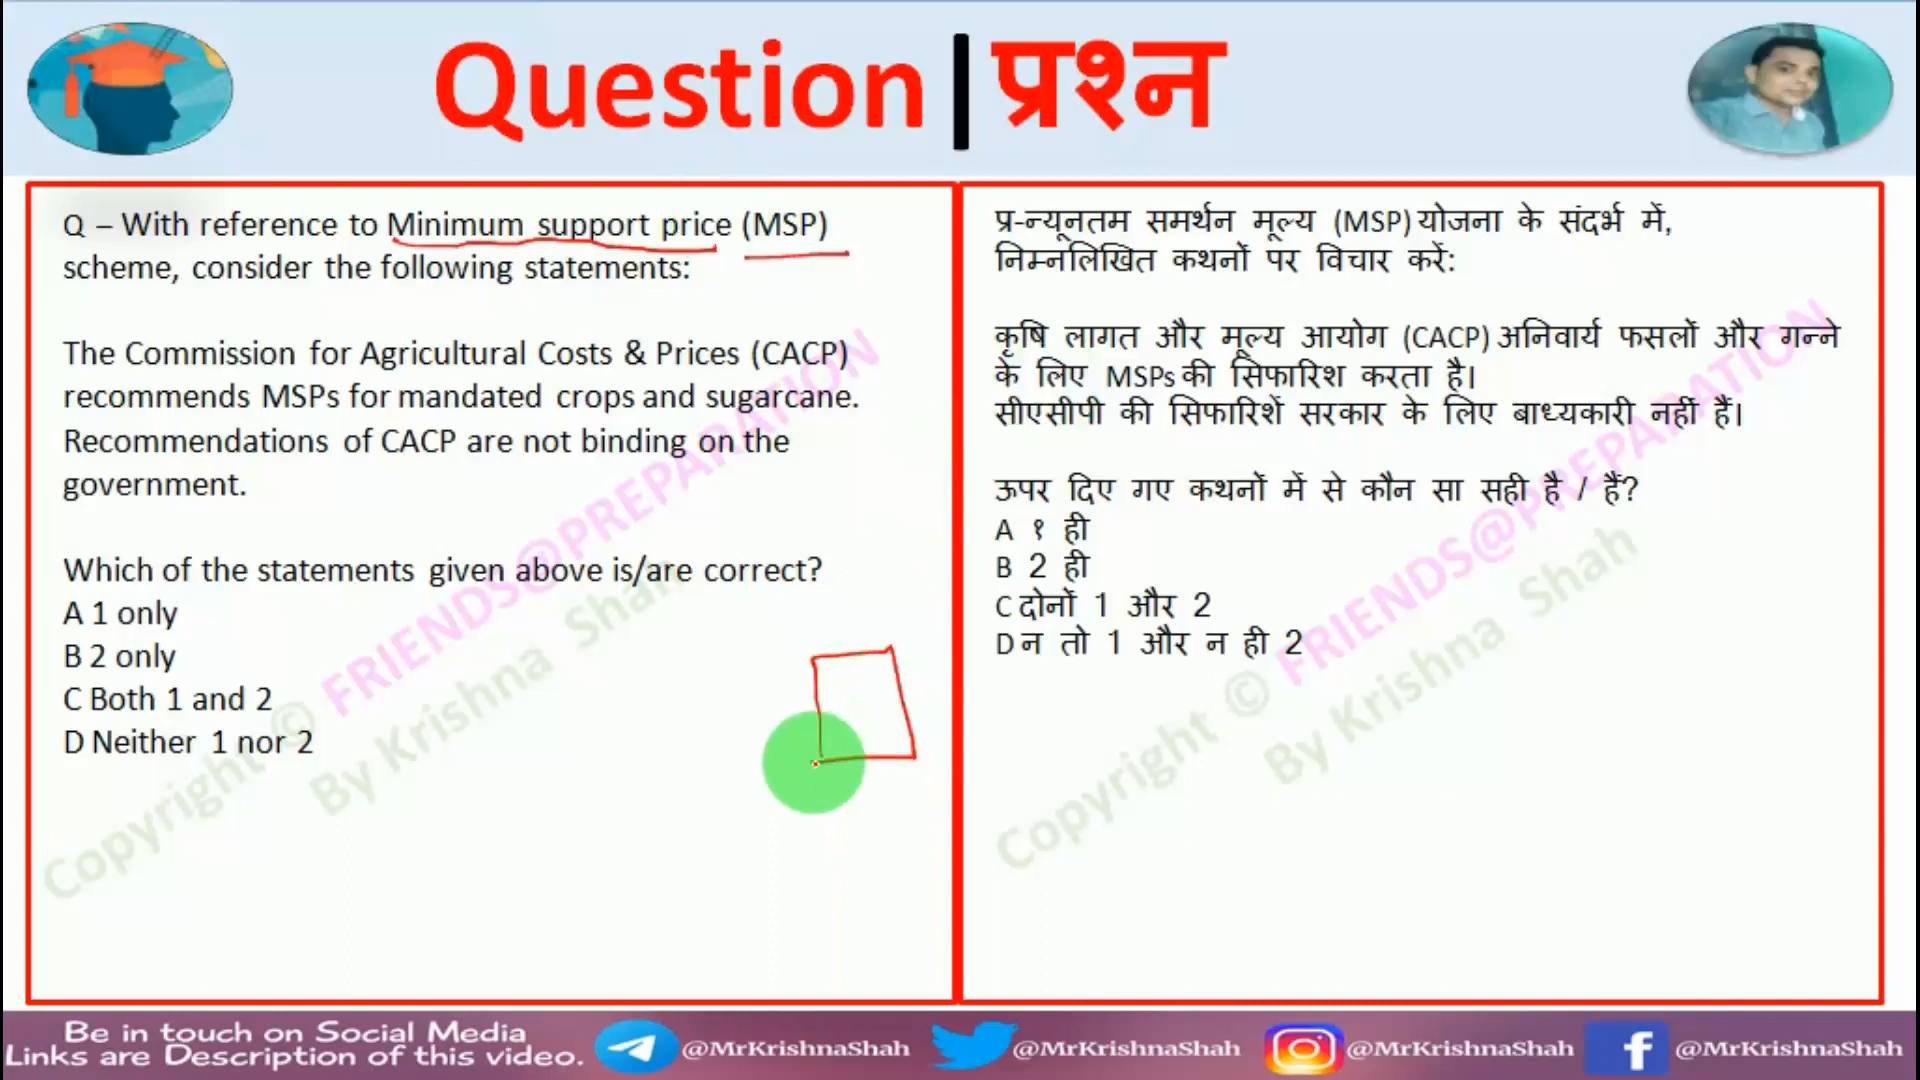 Question|प्रश्न
Q – With reference to Minimum support price (MSP)
scheme, consider the following statements:
The Commission for Agricultural Costs & Prices (CACP)
recommends MSPs for mandated crops and sugarcane.
Recommendations of CACP are not binding on the
government.
Which of the statements given above is/are correct?
A 1 only
B 2 only
C Both 1 and 2
D Neither 1 nor 2
Copyright © FRIENDS@PREPARATION
By Krishna Shah
प्र-न्यूनतम समर्थन मूल्य (MSP) योजना के संदर्भ में,
निम्नलिखित कथनों पर विचार करें:
कृषि लागत और मूल्य आयोग (CACP) अनिवार्य फसलों और गन्ने
के लिए MSPs की सिफारिश करता है।
सीएसीपी की सिफारिशें सरकार के लिए बाध्यकारी नहीं हैं।
ऊपर दिए गए कथनों में से कौन सा सही है / हैं?
A १ ही
B 2 ही
C दोनों 1 और 2
D न तो 1 और न ही 2
Copyright © FRIENDS@PREPARATION
By Krishna Shah
Be in touch on Social Media
Links are Description of this video.
@MrKrishnaShah
@MrKrishnaShah
@MrKrishnaShah
@MrKrishnaShah